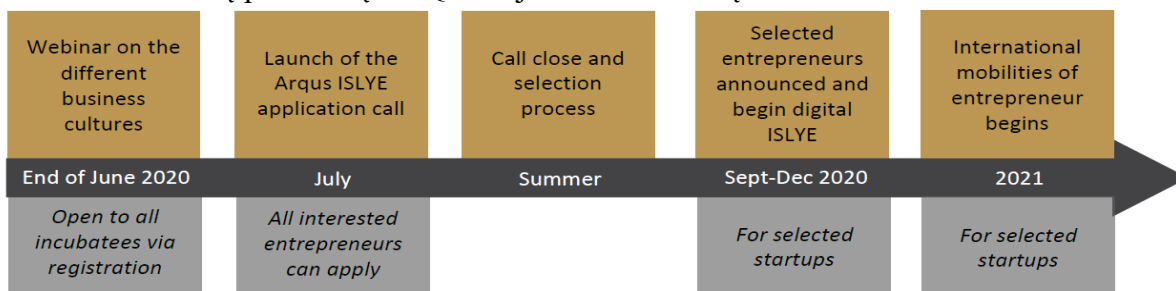 Webinar on the
different
business
cultures
Launch of the
Arqus ISLYE
application call
Call close and
selection
process
Selected
entrepreneurs
announced and
begin digital
ISLYE
International
mobilities of
entrepreneur
begins
End of June 2020
July
Summer
Sept-Dec 2020
2021
Open to all
incubatees via
registration
All interested
entrepreneurs
can apply
For selected
startups
For selected
startups